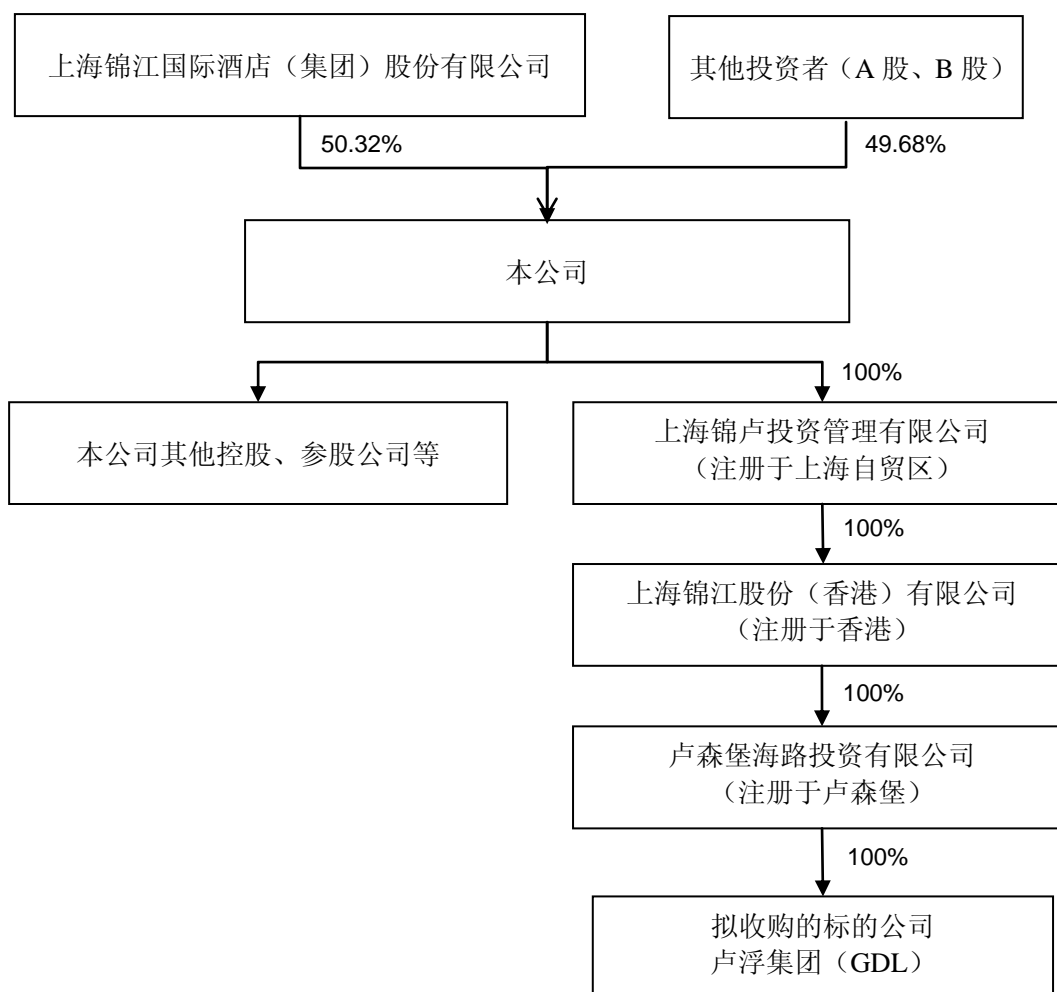 上海锦江国际酒店（集团）股份有限公司
其他投资者（A 股、B 股）
50.32%
49.68%
本公司
100%
本公司其他控股、参股公司等
上海锦卢投资管理有限公司
（注册于上海自贸区）
100%
上海锦江股份（香港）有限公司
（注册于香港）
100%
卢森堡海路投资有限公司
（注册于卢森堡）
100%
拟收购的标的公司
卢浮集团（GDL）